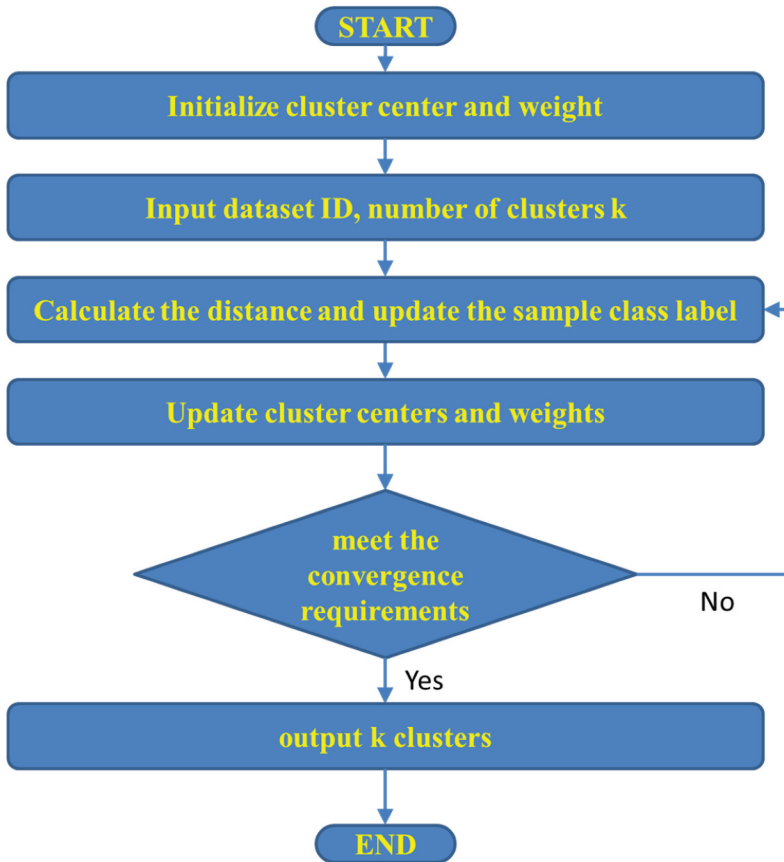 START
Initialize cluster center and weight
Input dataset ID, number of clusters k
Calculate the distance and update the sample class label
Update cluster centers and weights
meet the
convergence
requirements
No
Yes
output k clusters
END